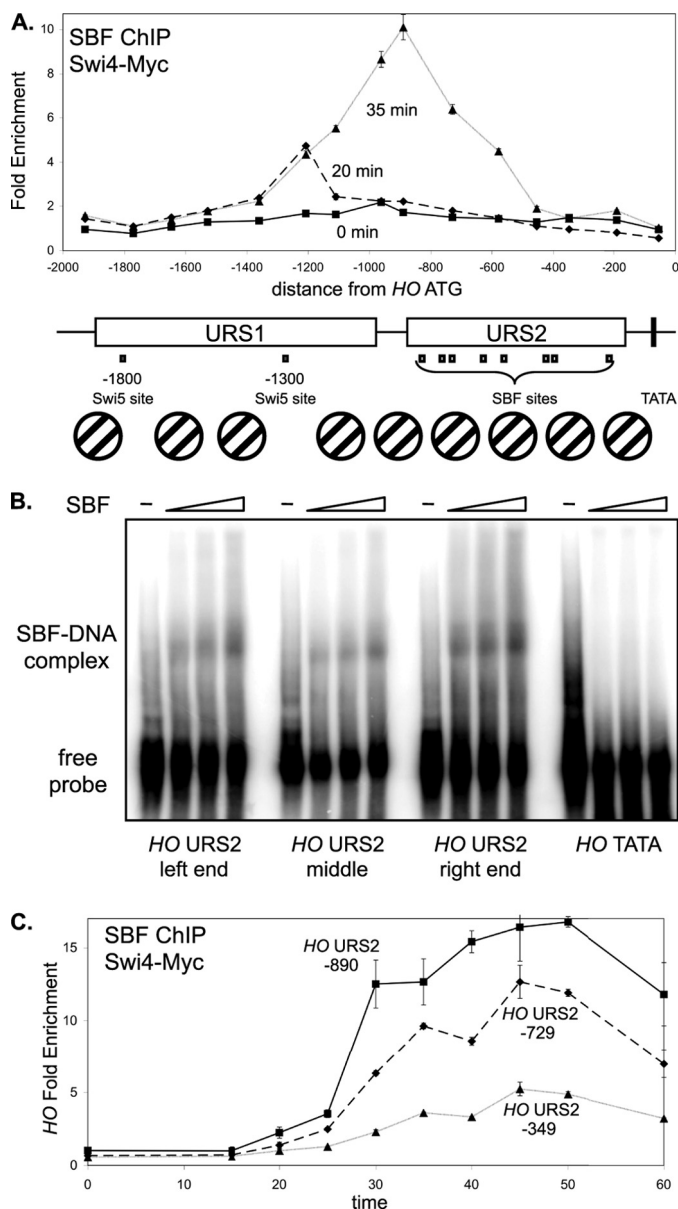 A.
SBF ChIP
Swi4-Myc
Fold Enrichment
10
8
6
4
2
0
35 min
20 min
0 min
-2000 -1800 -1600 -1400 -1200 -1000 -800 -600 -400 -200 0
distance from HO ATG
URS1 URS2
-1800 -1300
Swi5 site Swi5 site SBF sites TATA
B.
SBF – – – –
SBF-DNA
complex
free
probe
HO URS2
left end
HO URS2
middle
HO URS2
right end
HO TATA
C.
SBF ChIP
Swi4-Myc
HO Fold Enrichment
15
10
5
0
HO URS2
-890
HO URS2
-729
HO URS2
-349
0 10 20 30 40 50 60
time